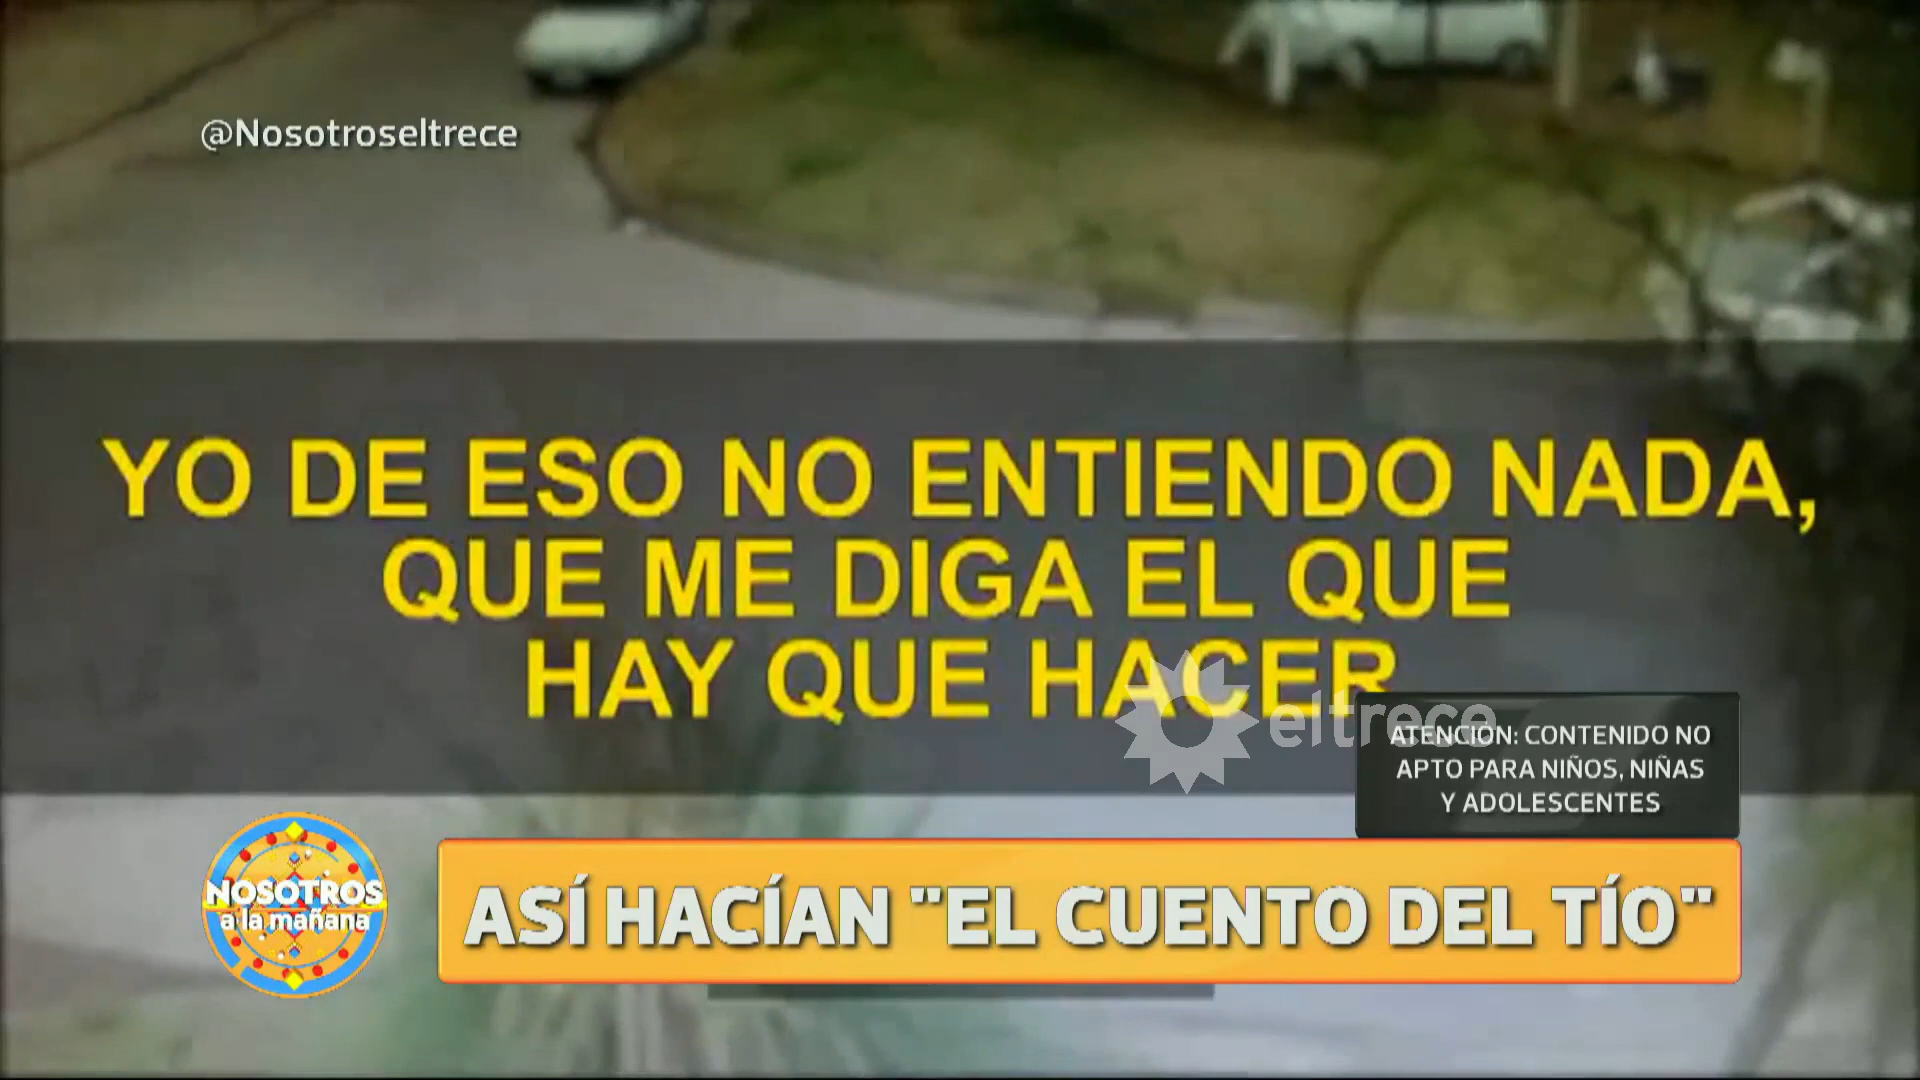 @Nosotroseltrece
YO DE ESO NO ENTIENDO NADA,
QUE ME DIGA EL QUE
HAY QUE HACER
eltrece
ATENCIÓN: CONTENIDO NO
APTO PARA NIÑOS, NIÑAS
Y ADOLESCENTES
NOSOTROS
a la mañana
ASÍ HACÍAN "EL CUENTO DEL TÍO"